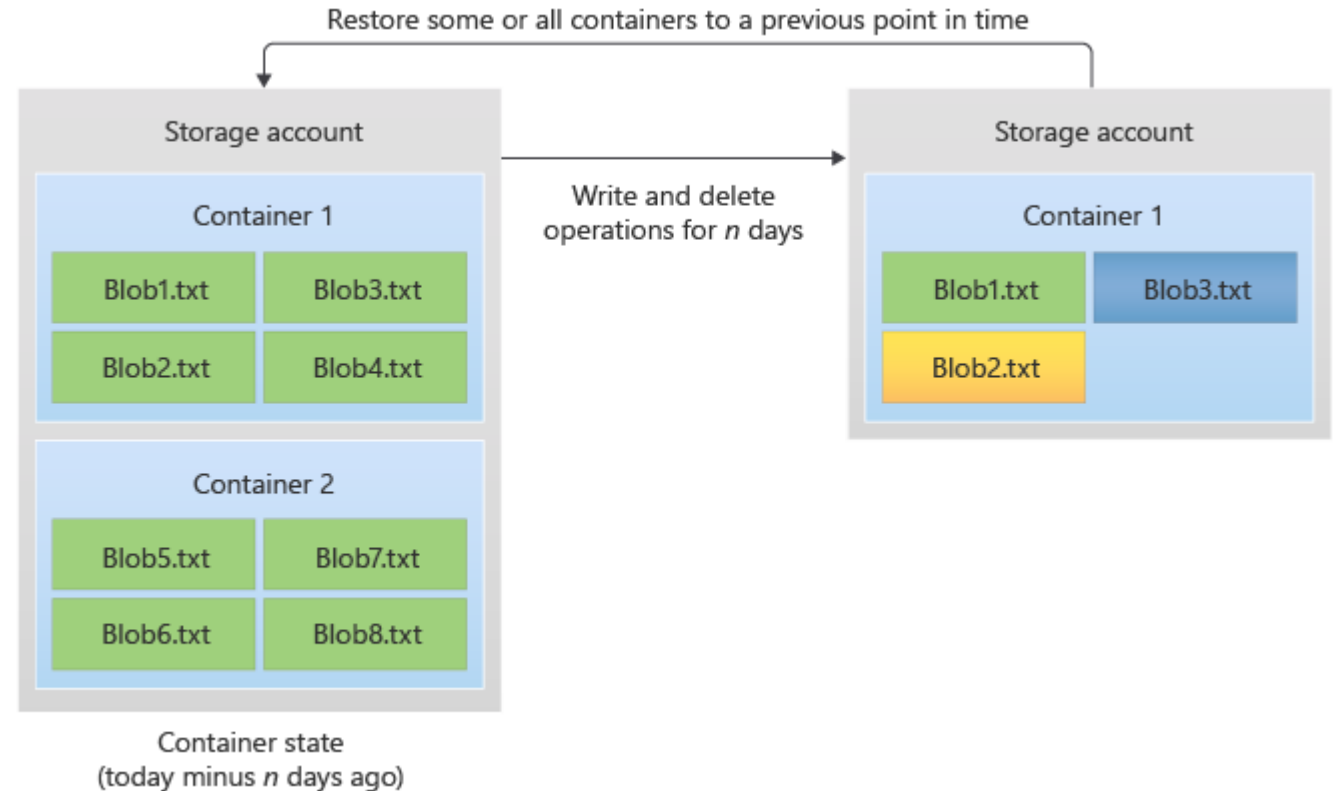 Restore some or all containers to a previous point in time
Storage account
Container 1
Blob1.txt
Blob3.txt
Blob2.txt
Blob4.txt
Container 2
Blob5.txt
Blob7.txt
Blob6.txt
Blob8.txt
Container state
(today minus n days ago)
Write and delete
operations for n days
Storage account
Container 1
Blob1.txt
Blob3.txt
Blob2.txt